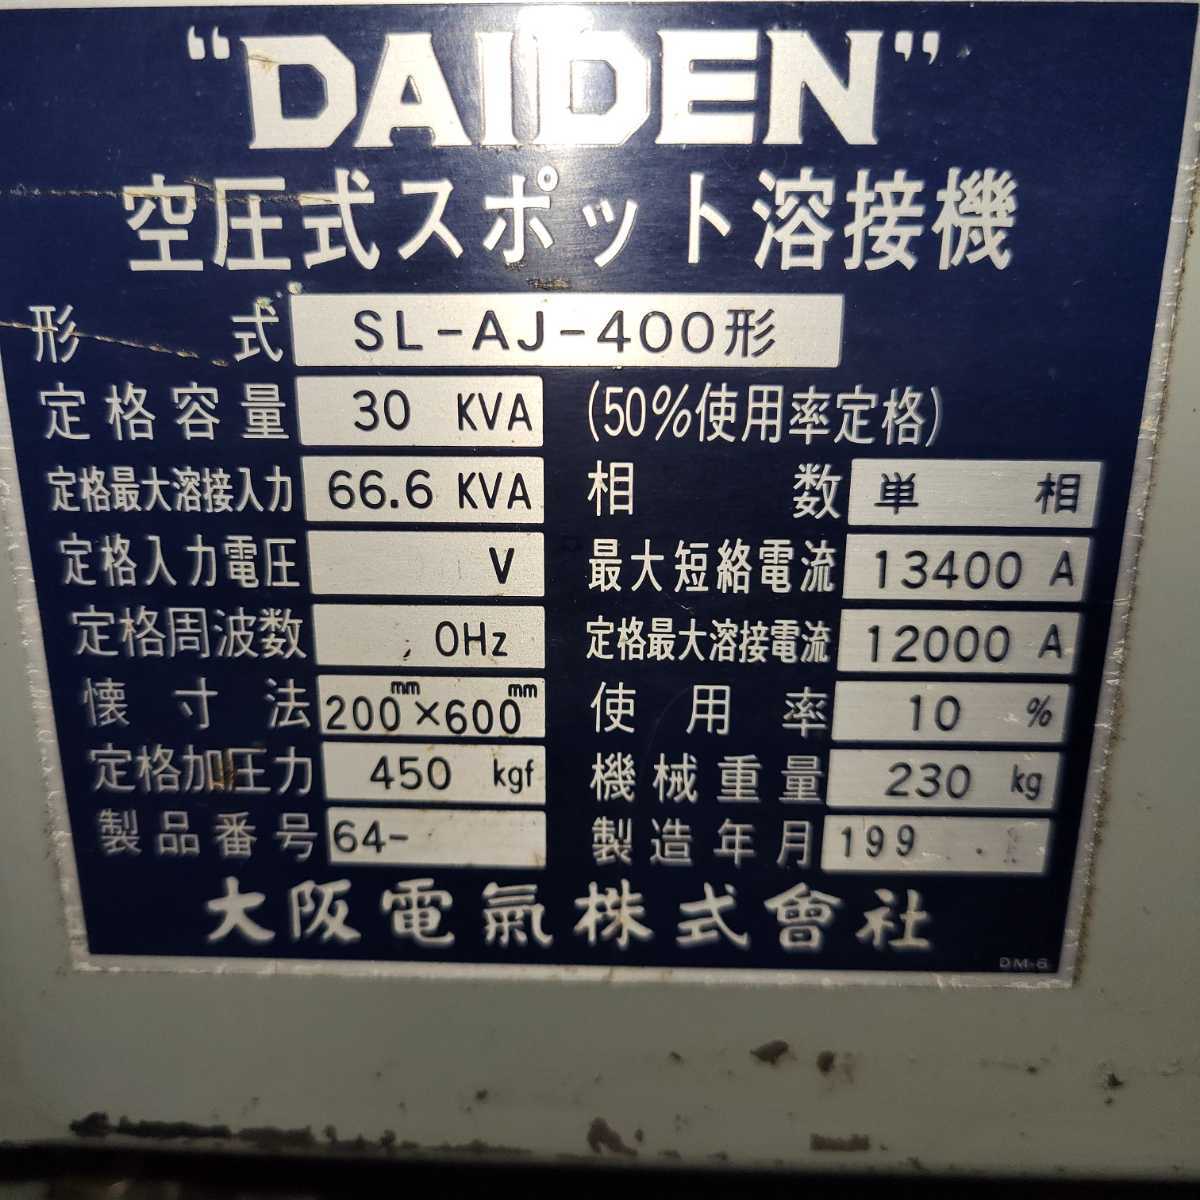 “DAIDEN”
空圧式スポット溶接機
形式 SL-AJ-400形
定格容量 30 KVA (50%使用率定格)
定格最大溶接入力 66.6 KVA 相数 単相
定格入力電圧 V 最大短絡電流 13400 A
定格周波数 0Hz 定格最大溶接電流 12000 A
懐寸法 200mm×600mm 使用率 10 %
定格加圧力 450 kgf 機械重量 230 kg
製品番号 64- 製造年月 199 .
大阪電氣株式會社
DM-6